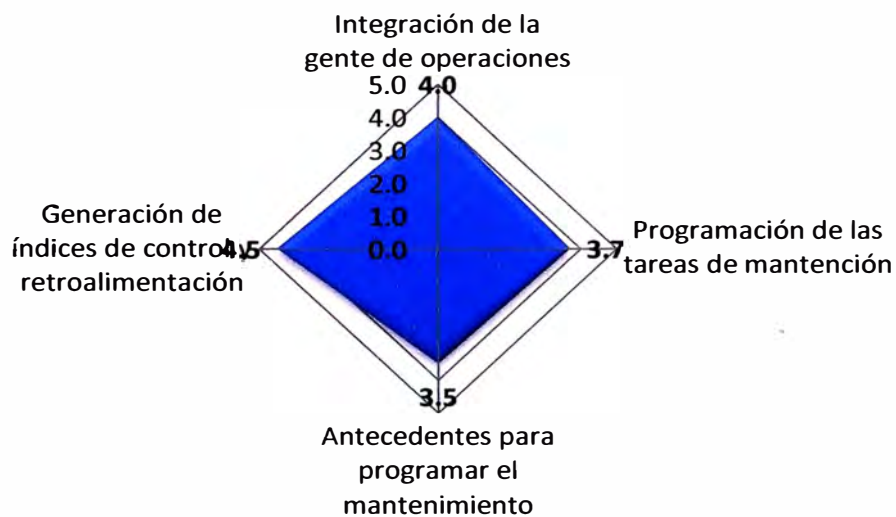 Integración de la
gente de operaciones
5.0 4.0
4.0
3.0
2.0
1.0
0.0
Programación de las
tareas de mantención
3.7
Antecedentes para
programar el
mantenimiento
3.5
Generación de
índices de control y
retroalimentación
4.5